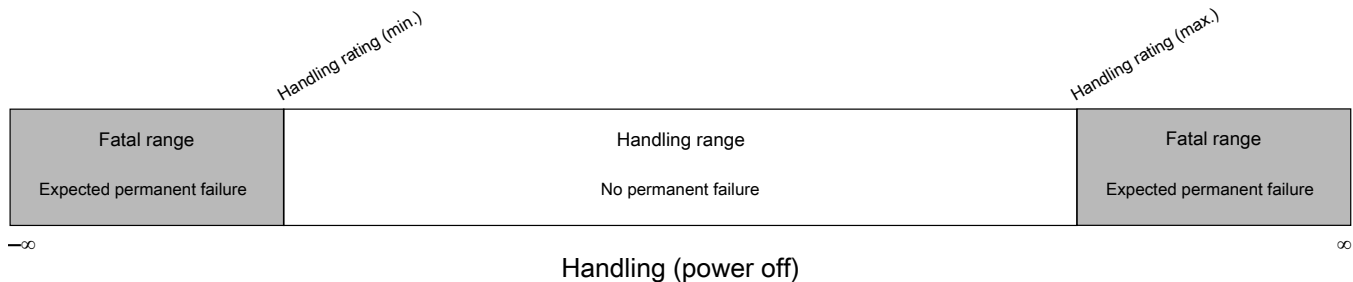 Handling rating (min.)
Handling rating (max.)
Fatal range
Handling range
Fatal range
Expected permanent failure
No permanent failure
Expected permanent failure
–∞
∞
Handling (power off)